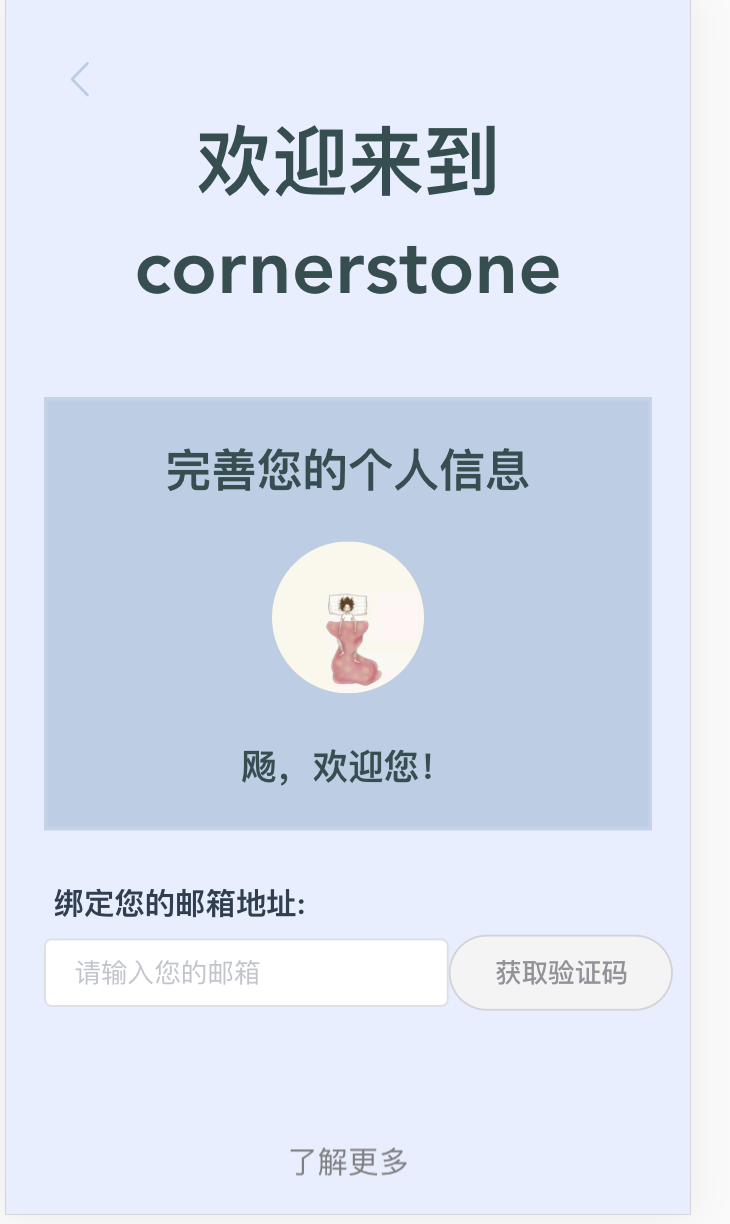 欢迎来到
cornerstone
完善您的个人信息
飏，欢迎您！
绑定您的邮箱地址:
请输入您的邮箱
获取验证码
了解更多